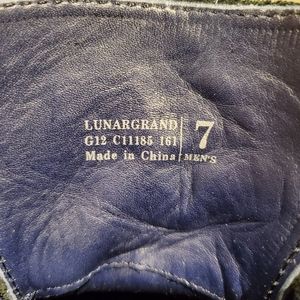 LUNARGRAND
G12 C11185 161
Made in China
7
MEN'S